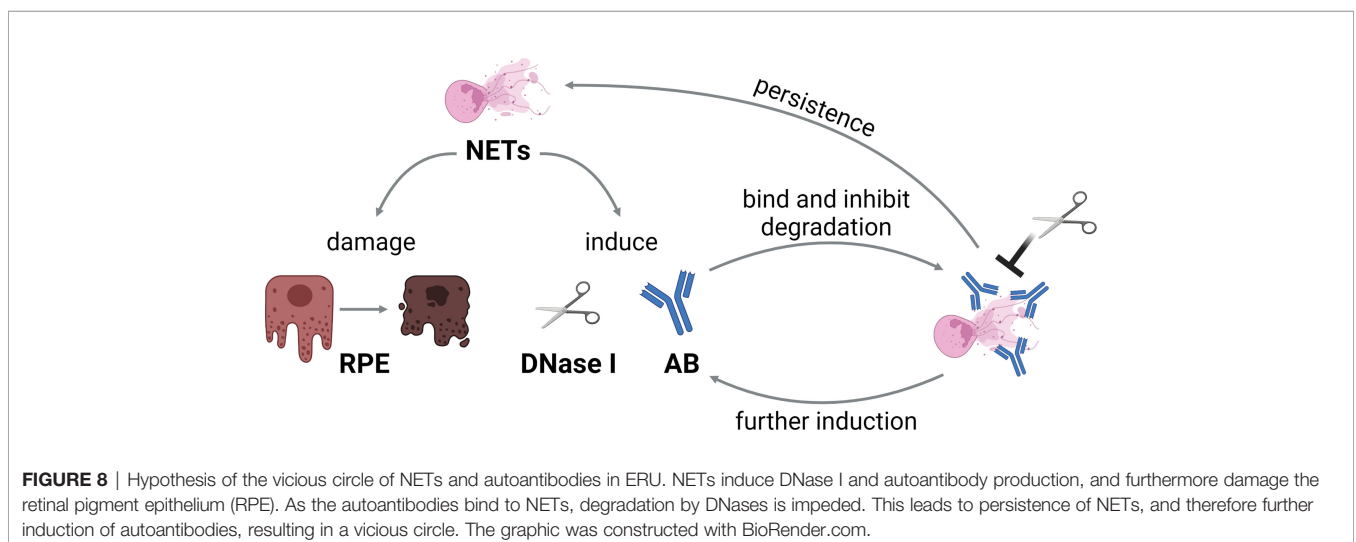 persistence
NETs
bind and inhibit
degradation
damage
induce
RPE
DNase I
AB
further induction
FIGURE 8 | Hypothesis of the vicious circle of NETs and autoantibodies in ERU. NETs induce DNase I and autoantibody production, and furthermore damage the
retinal pigment epithelium (RPE). As the autoantibodies bind to NETs, degradation by DNases is impeded. This leads to persistence of NETs, and therefore further
induction of autoantibodies, resulting in a vicious circle. The graphic was constructed with BioRender.com.